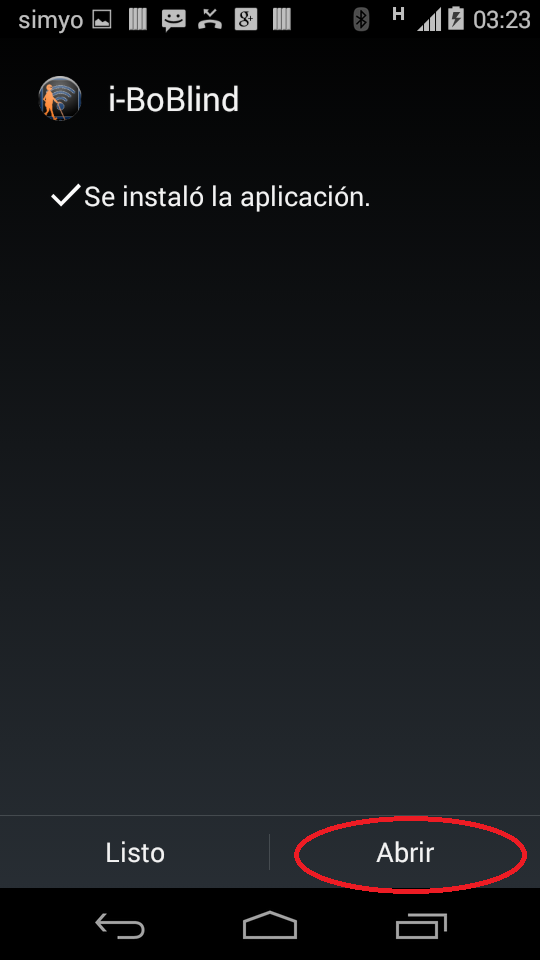 simyo H 03:23
i-BoBlind
Se instaló la aplicación.
Listo Abrir